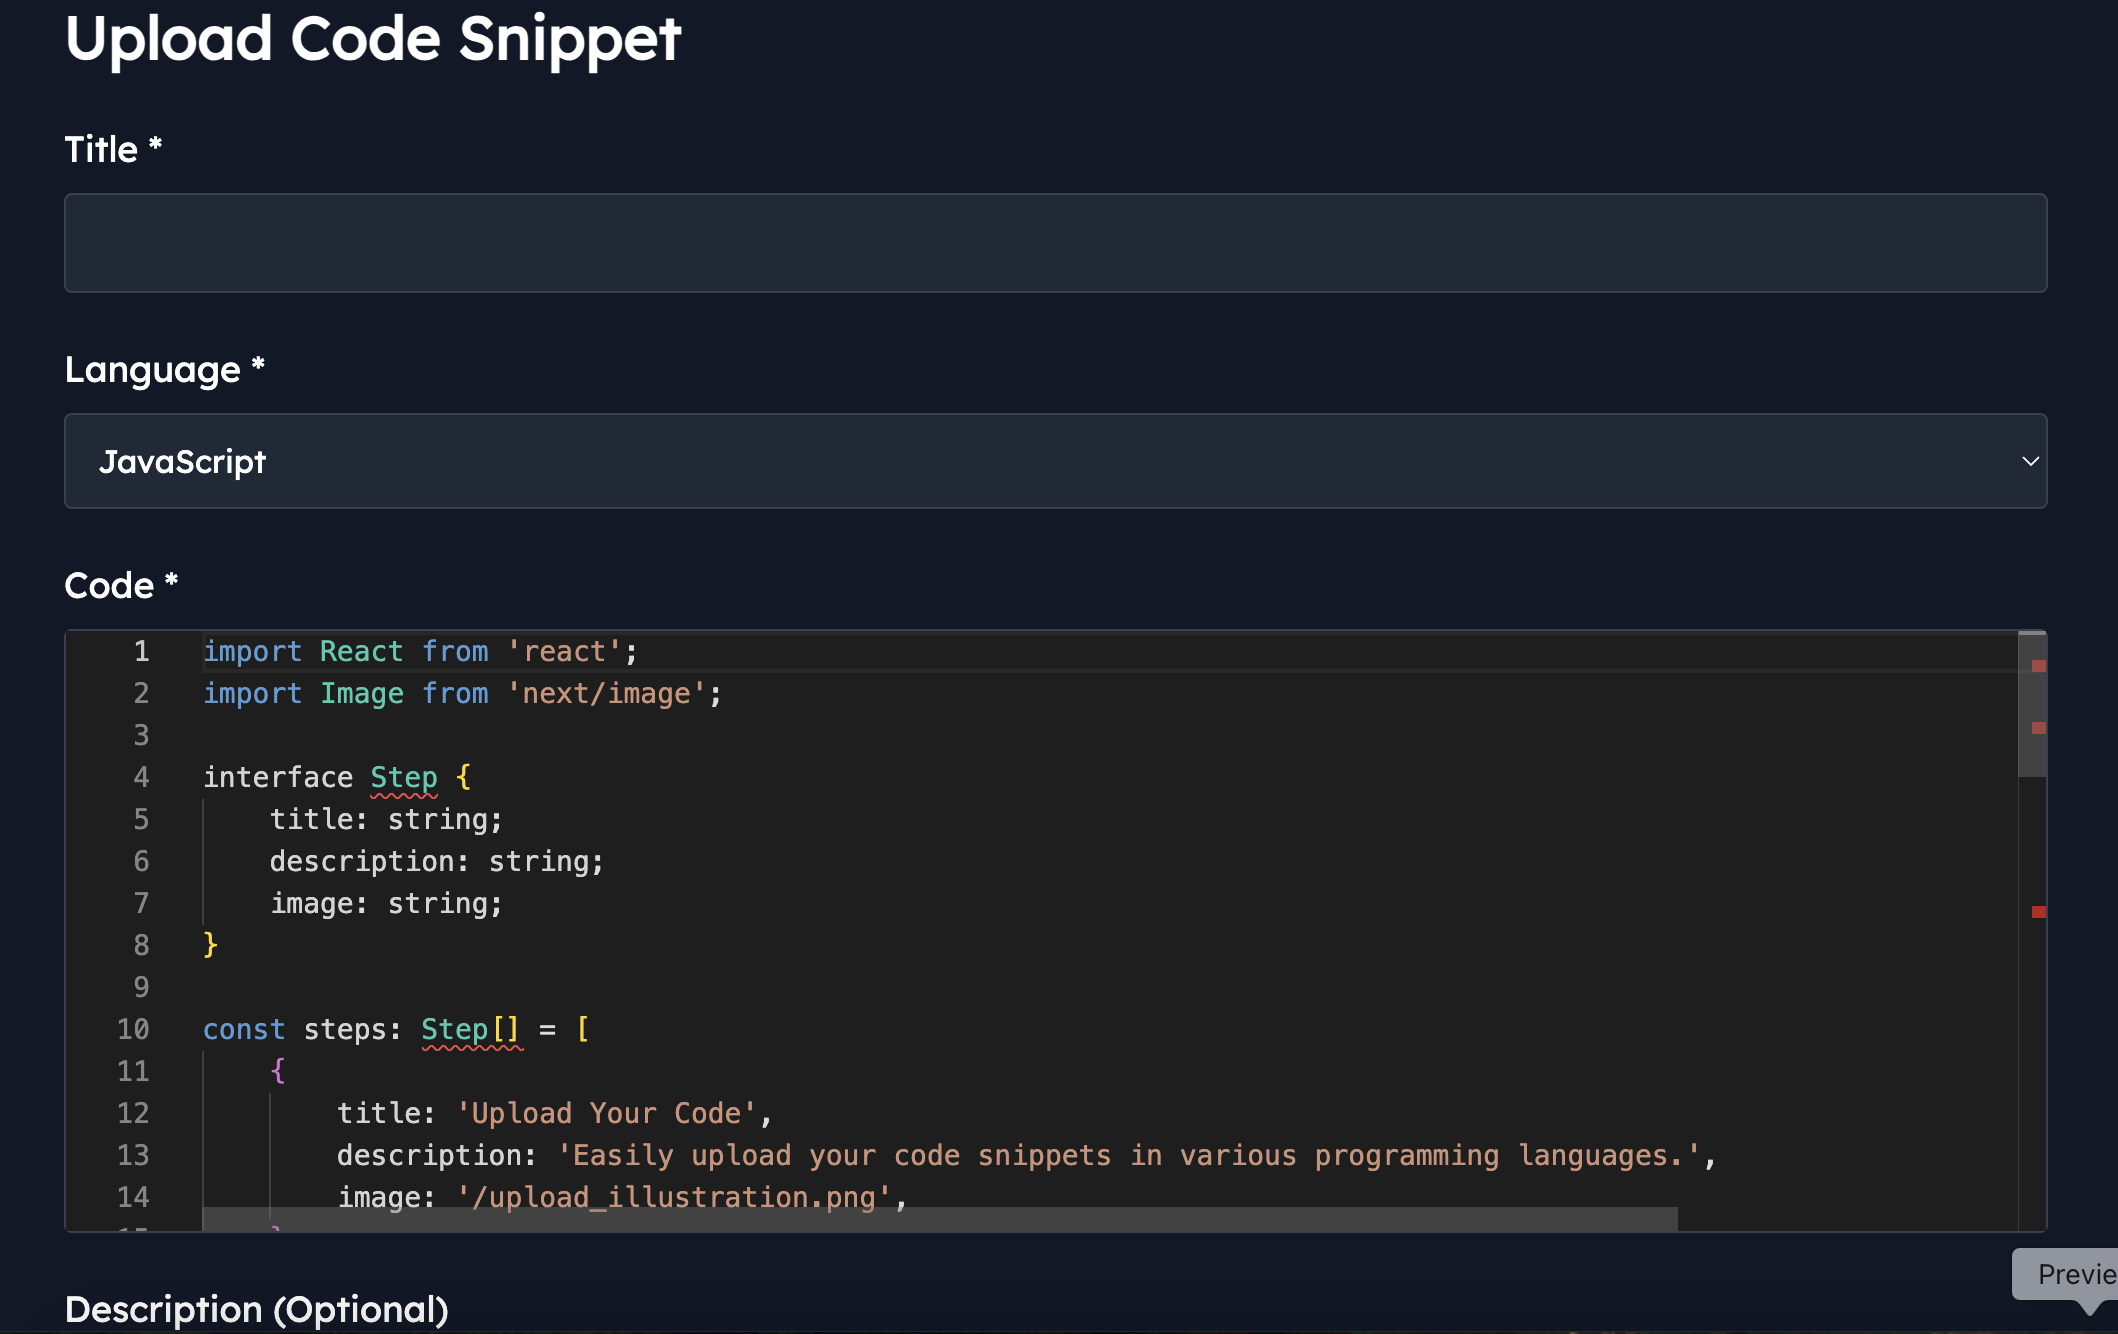 Upload Code Snippet
Title *
Language *
JavaScript
Code *
1 import React from 'react';
2 import Image from 'next/image';
3
4 interface Step {
5     title: string;
6     description: string;
7     image: string;
8 }
9
10 const steps: Step[] = [
11     {
12         title: 'Upload Your Code',
13         description: 'Easily upload your code snippets in various programming languages.',
14         image: '/upload_illustration.png',
Previe
Description (Optional)